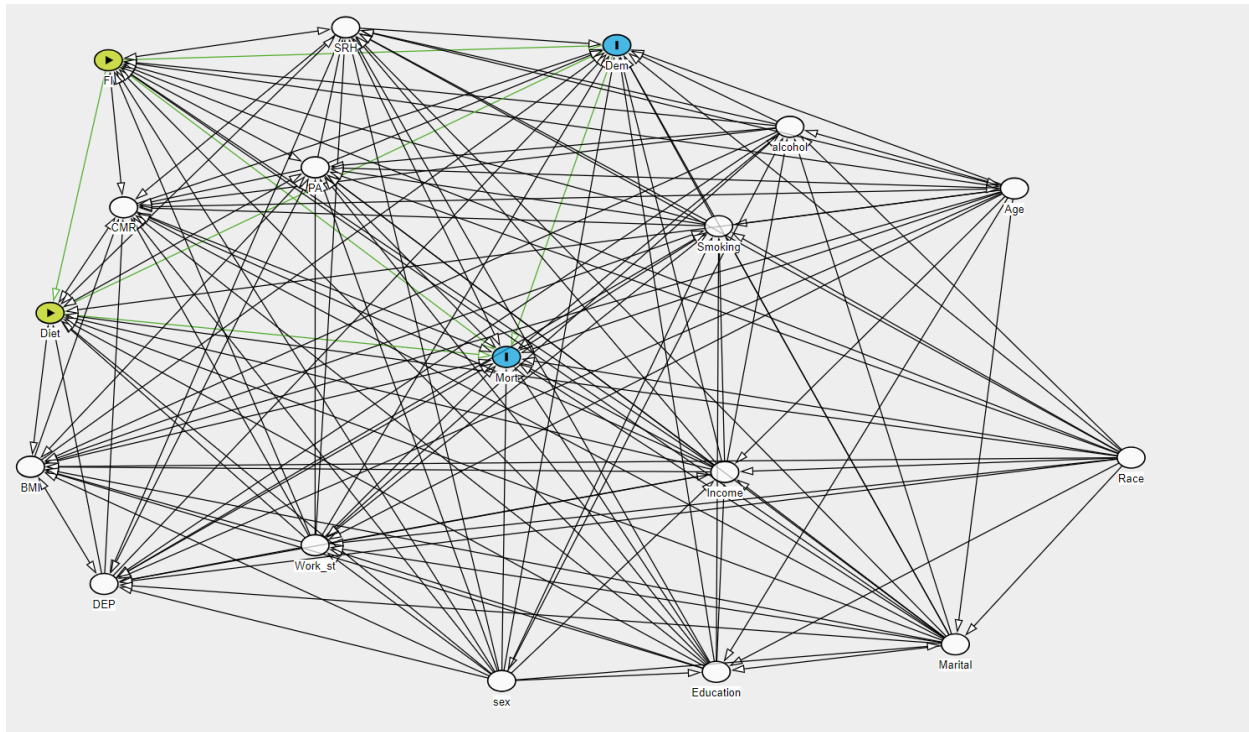 SRH
FI
Dem
alcohol
PA
Age
CMR
Smoking
Diet
Mort
Race
BMI
Income
Work_st
DEP
Marital
Education
sex